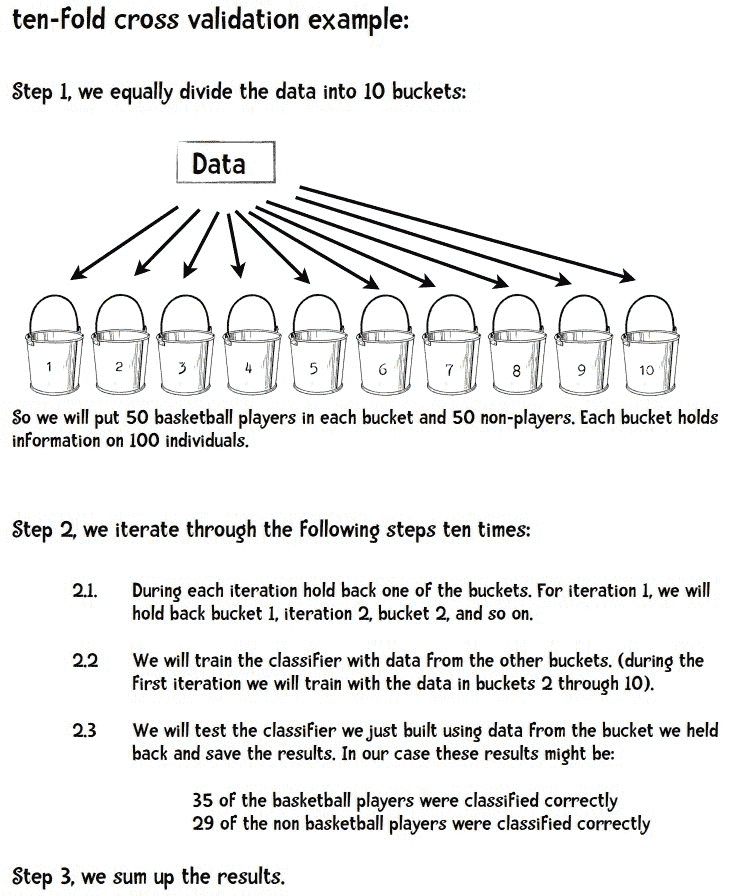 ten-fold cross validation example:
Step 1, we equally divide the data into 10 buckets:
Data
1 2 3 4 5 6 7 8 9 10
So we will put 50 basketball players in each bucket and 50 non-players. Each bucket holds
information on 100 individuals.
Step 2, we iterate through the following steps ten times:
2.1. During each iteration hold back one of the buckets. For iteration 1, we will
hold back bucket 1, iteration 2, bucket 2, and so on.
2.2 We will train the classifier with data from the other buckets. (during the
first iteration we will train with the data in buckets 2 through 10).
2.3 We will test the classifier we just built using data from the bucket we held
back and save the results. In our case these results might be:
35 of the basketball players were classified correctly
29 of the non basketball players were classified correctly
Step 3, we sum up the results.